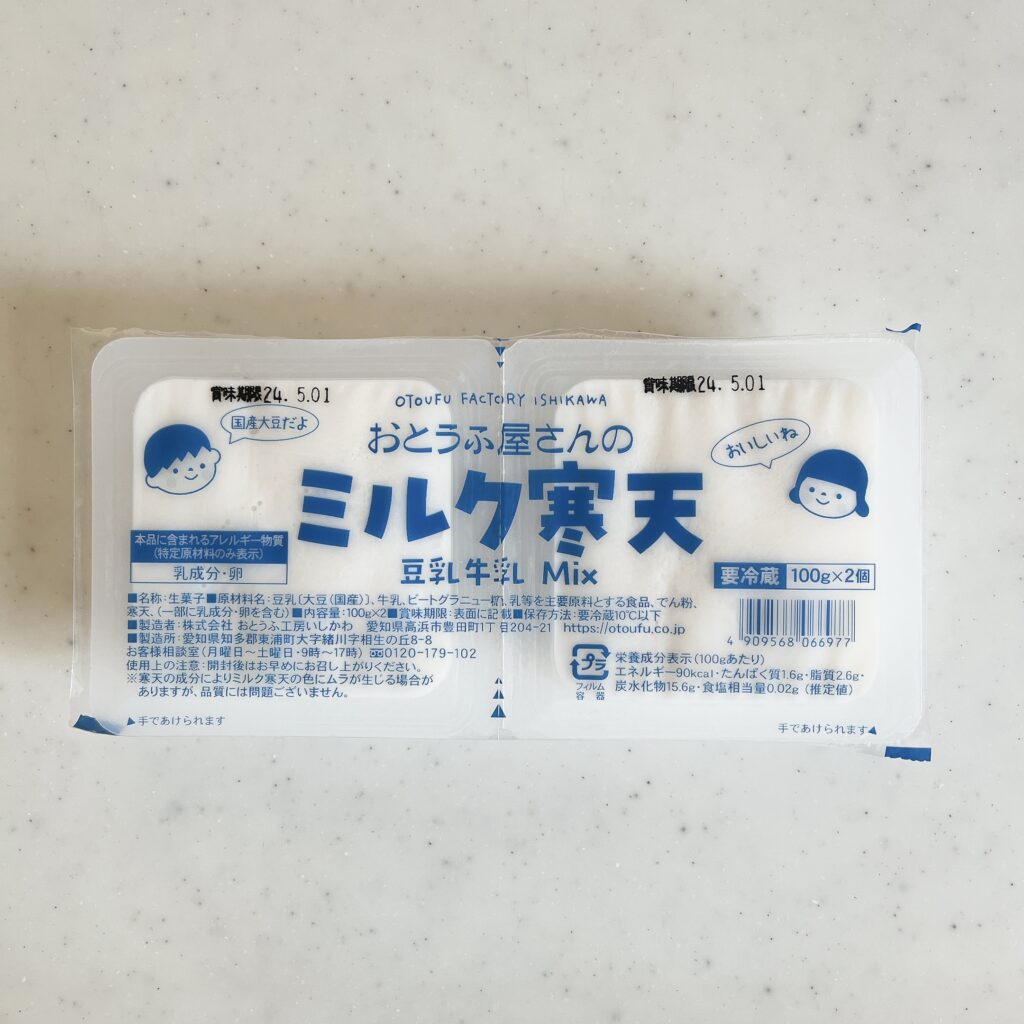 賞味期限24. 5.01
賞味期限24. 5.01
OTOUFU FACTORY ISHIKAWA
国産大豆だよ
おとうふ屋さんの
おいしいね
ミルク寒天
豆乳牛乳 Mix
本品に含まれるアレルギー物質
(特定原材料のみ表示)
乳成分・卵
要冷蔵 100g×2個
■名称:生菓子■原材料名:豆乳[大豆(国産)]、牛乳、ビートグラニュー糖、乳等を主要原料とする食品、でん粉、
寒天、(一部に乳成分・卵を含む)■内容量:100g×2■賞味期限:表面に記載■保存方法:要冷蔵10℃以下
■製造者:株式会社 おとうふ工房いしかわ 愛知県高浜市豊田町1丁目204-21 https://otoufu.co.jp
■製造所:愛知県知多郡東浦町大字緒川字相生の丘8-8
お客様相談室(月曜日~土曜日・9時~17時) 0120-179-102
使用上の注意:開封後はお早めにお召し上がりください。
※寒天の成分によりミルク寒天の色にムラが生じる場合が
ありますが、品質には問題ございません。
4 909568 066977
プラ
フィルム
容器
栄養成分表示(100gあたり)
エネルギー90kcal・たんぱく質1.6g・脂質2.6g・
炭水化物15.6g・食塩相当量0.02g (推定値)
▲手であけられます
手であけられます▲